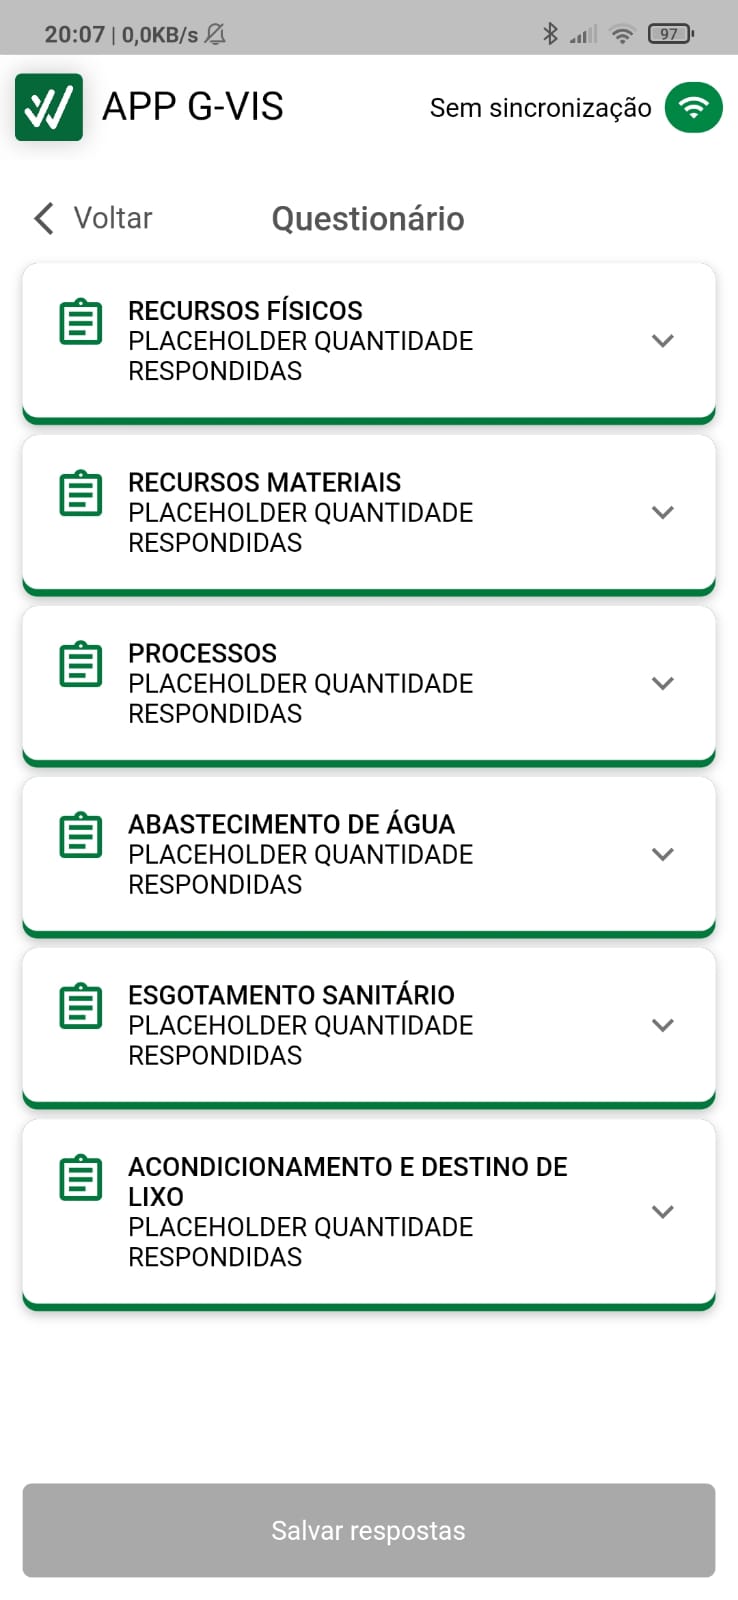 20:07 | 0,0KB/s
97
APP G-VIS
Sem sincronização
Voltar
Questionário
RECURSOS FÍSICOS
PLACEHOLDER QUANTIDADE
RESPONDIDAS
RECURSOS MATERIAIS
PLACEHOLDER QUANTIDADE
RESPONDIDAS
PROCESSOS
PLACEHOLDER QUANTIDADE
RESPONDIDAS
ABASTECIMENTO DE ÁGUA
PLACEHOLDER QUANTIDADE
RESPONDIDAS
ESGOTAMENTO SANITÁRIO
PLACEHOLDER QUANTIDADE
RESPONDIDAS
ACONDICIONAMENTO E DESTINO DE
LIXO
PLACEHOLDER QUANTIDADE
RESPONDIDAS
Salvar respostas